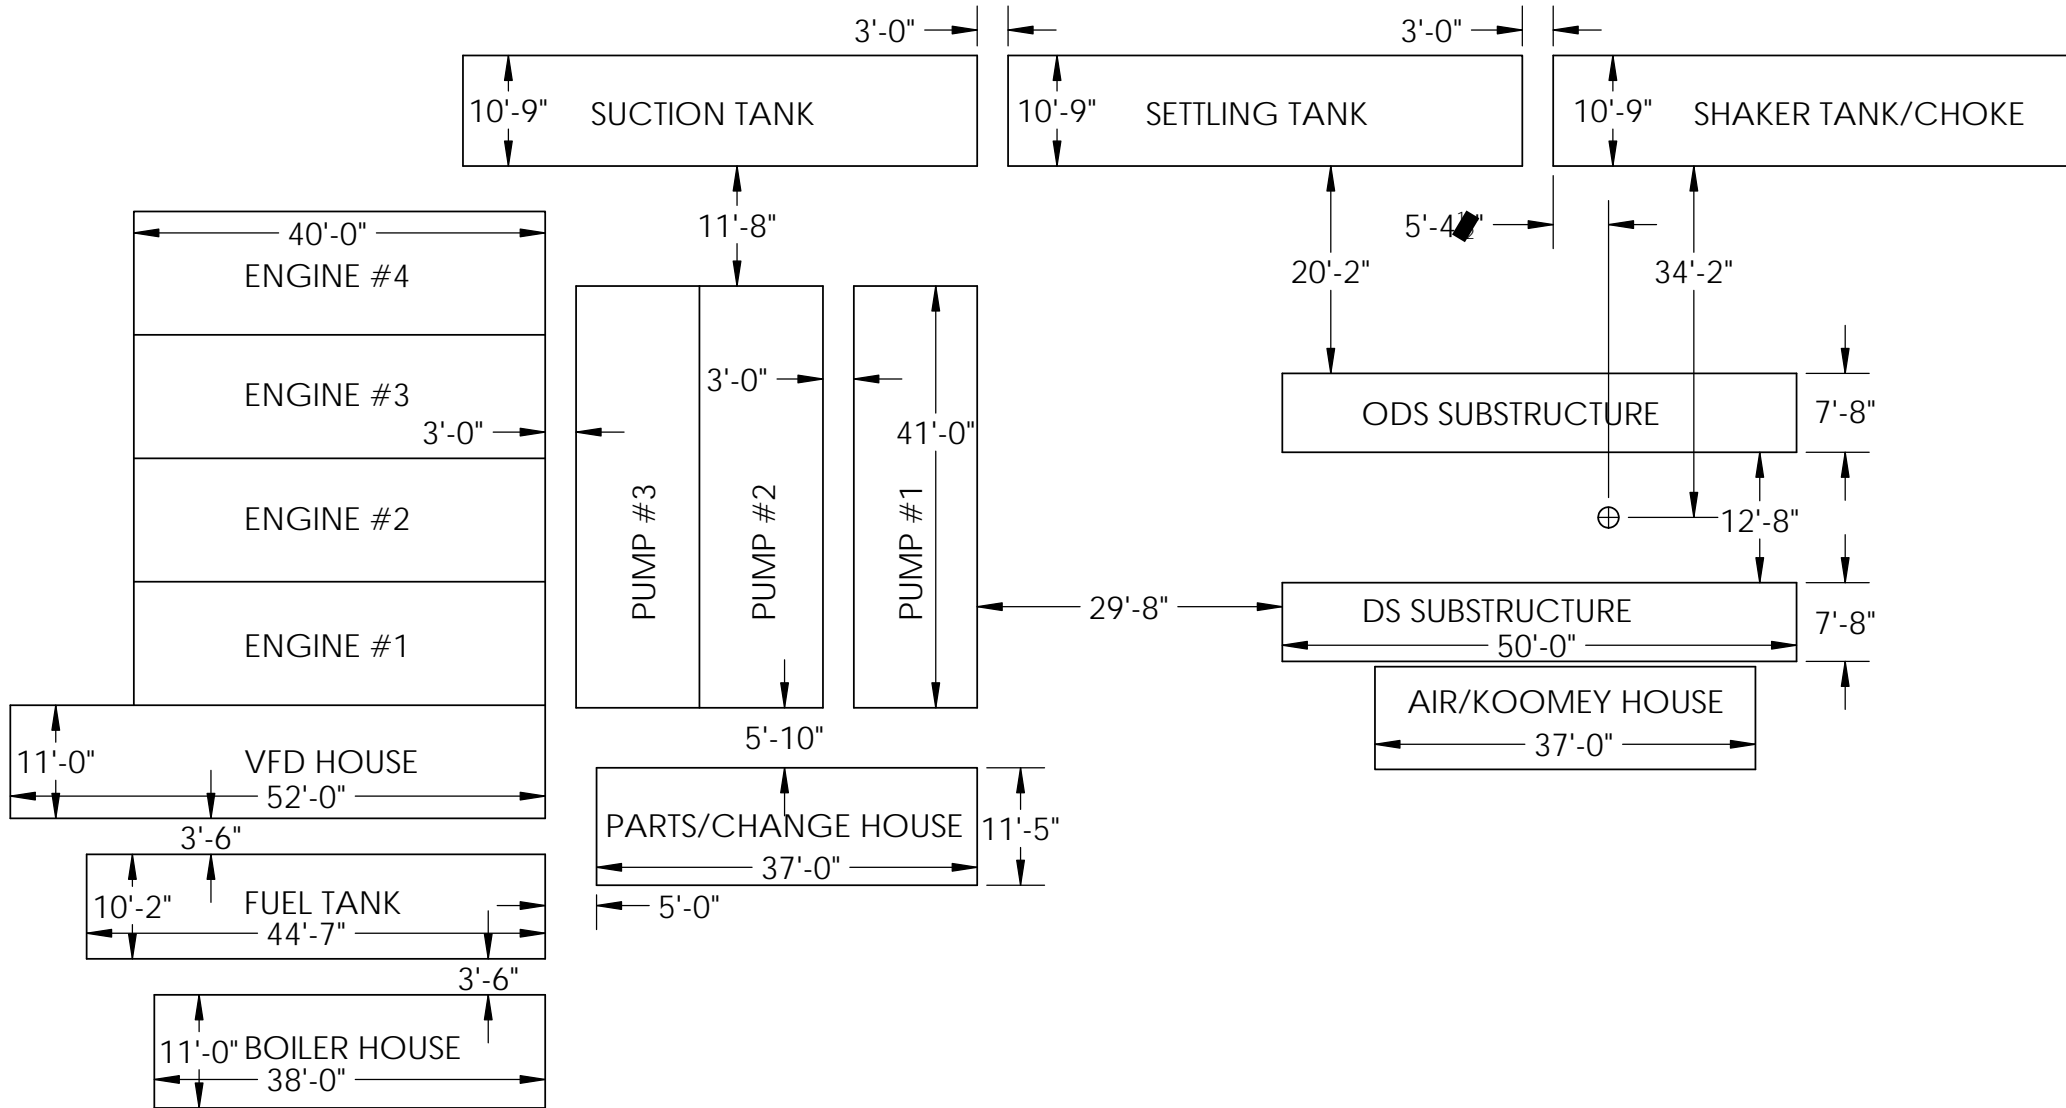 3'-0" 3'-0"
10'-9" SUCTION TANK 10'-9" SETTLING TANK 10'-9" SHAKER TANK/CHOKE
40'-0" 11'-8" 5'-4
ENGINE #4 20'-2" 34'-2"
ENGINE #3 3'-0" ODS SUBSTRUCTURE 7'-8"
3'-0" 41'-0"
ENGINE #2 12'-8"
PUMP #3
PUMP #2
PUMP #1
29'-8" DS SUBSTRUCTURE 7'-8"
ENGINE #1 50'-0"
AIR/KOOMEY HOUSE
5'-10" 37'-0"
11'-0" VFD HOUSE
52'-0"
3'-6" PARTS/CHANGE HOUSE 11'-5"
37'-0"
10'-2" FUEL TANK 5'-0"
44'-7"
3'-6"
11'-0" BOILER HOUSE
38'-0"